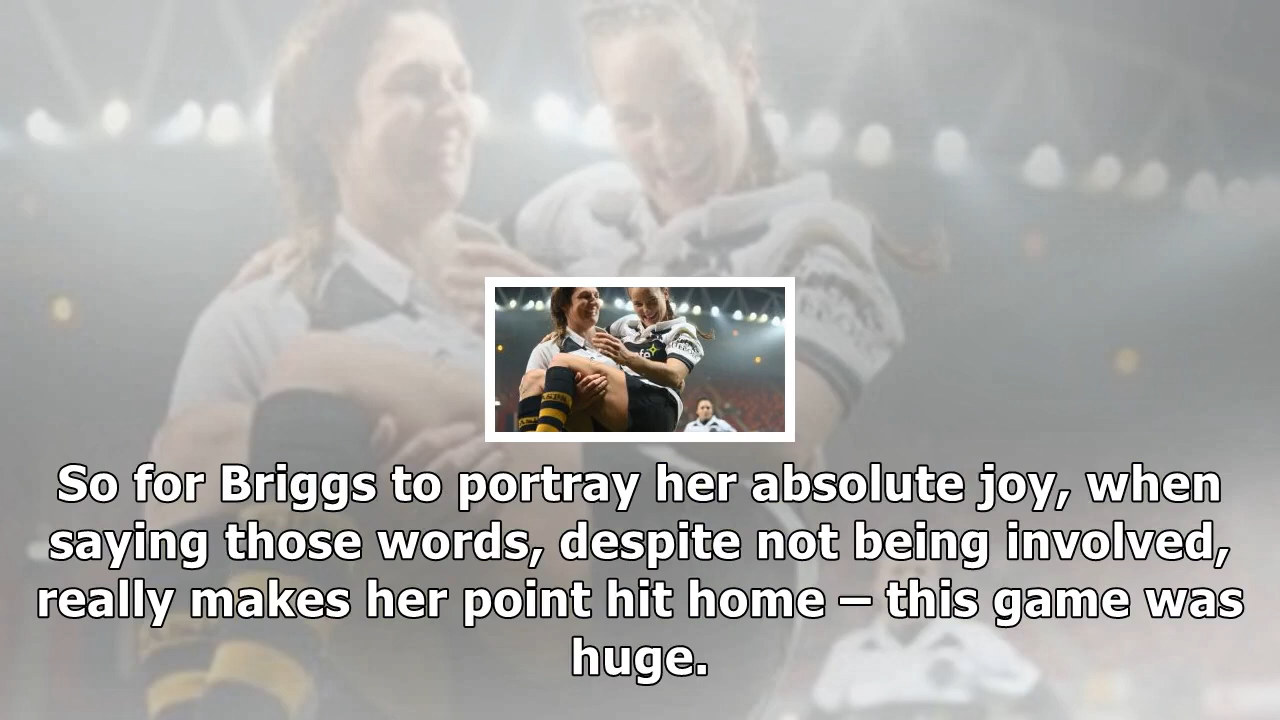 fe
So for Briggs to portray her absolute joy, when
saying those words, despite not being involved,
really makes her point hit home – this game was
huge.